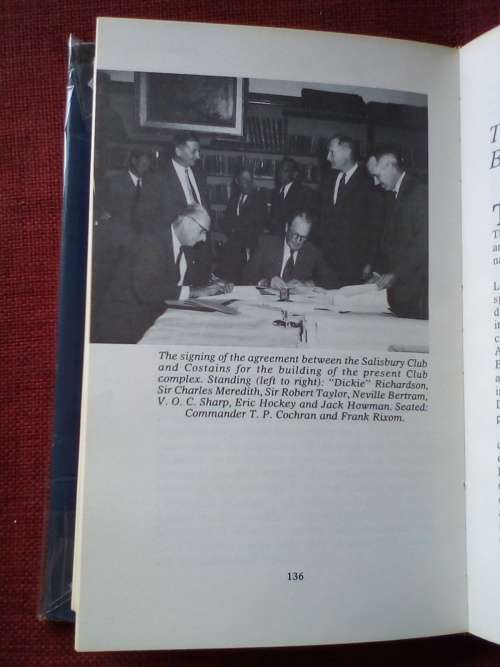 The signing of the agreement between the Salisbury Club
and Costains for the building of the present Club
complex. Standing (left to right): "Dickie" Richardson,
Sir Charles Meredith, Sir Robert Taylor, Neville Bertram,
V. O. C. Sharp, Eric Hockey and Jack Howman. Seated:
Commander T. P. Cochran and Frank Rixom.
136